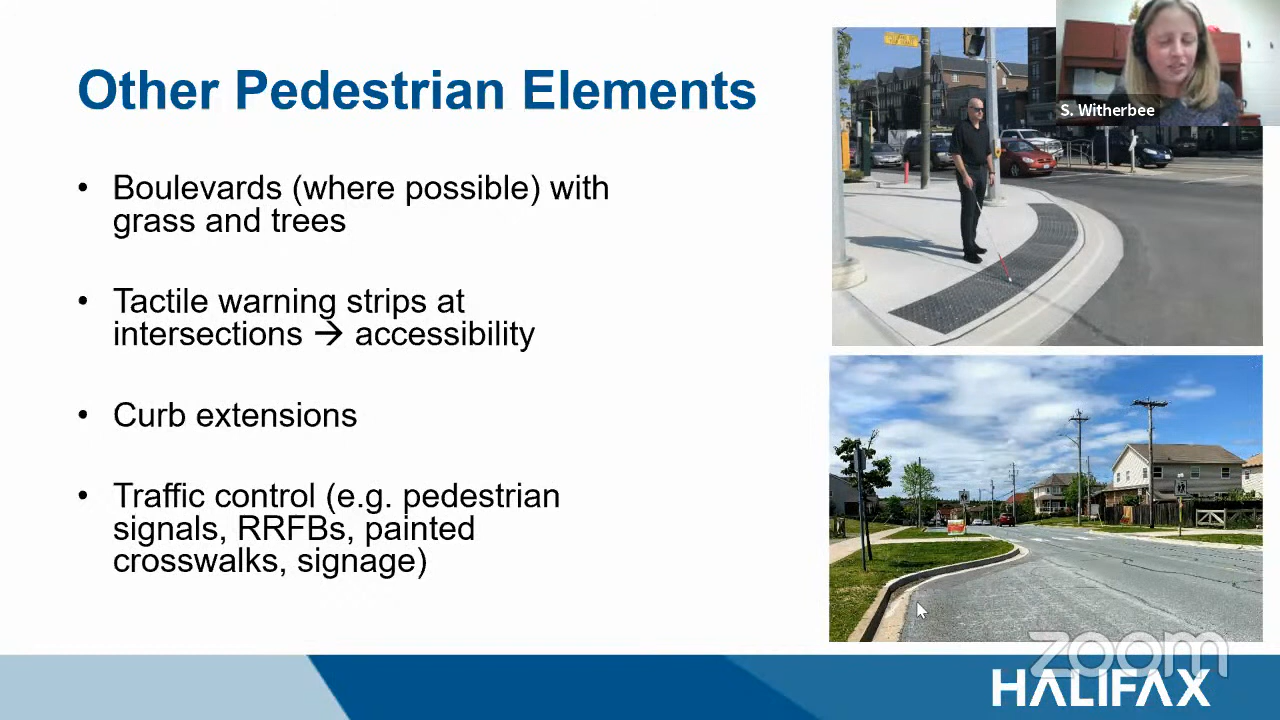 Other Pedestrian Elements
S. Witherbee
• Boulevards (where possible) with
grass and trees
• Tactile warning strips at
intersections → accessibility
• Curb extensions
• Traffic control (e.g. pedestrian
signals, RRFBs, painted
crosswalks, signage)
zoom
HALIFAX